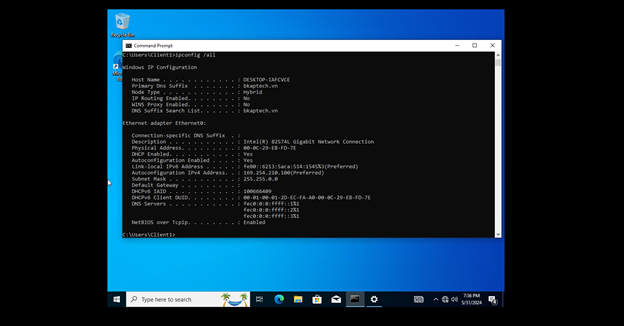 Recycle Bin
Command Prompt
C:\Users\Client1>ipconfig /all
Windows IP Configuration
Host Name . . . . . . . . . . . . : DESKTOP-IAFCVCE
Primary Dns Suffix . . . . . . . : bkaptech.vn
Node Type . . . . . . . . . . . . : Hybrid
IP Routing Enabled. . . . . . . . : No
WINS Proxy Enabled. . . . . . . . : No
DNS Suffix Search List. . . . . . : bkaptech.vn
Ethernet adapter Ethernet0:
Connection-specific DNS Suffix . :
Description . . . . . . . . . . . : Intel(R) 82574L Gigabit Network Connection
Physical Address. . . . . . . . . : 00-0C-29-EB-FD-7E
DHCP Enabled. . . . . . . . . . . : Yes
Autoconfiguration Enabled . . . . : Yes
Link-local IPv6 Address . . . . . : fe80::6213:5aca:514:1545%3(Preferred)
Autoconfiguration IPv4 Address. . : 169.254.210.100(Preferred)
Subnet Mask . . . . . . . . . . . : 255.255.0.0
Default Gateway . . . . . . . . . :
DHCPv6 IAID . . . . . . . . . . . : 100666409
DHCPv6 Client DUID. . . . . . . . : 00-01-00-01-2D-EC-FA-A0-00-0C-29-EB-FD-7E
DNS Servers . . . . . . . . . . . : fec0:0:0:ffff::1%1
fec0:0:0:ffff::2%1
fec0:0:0:ffff::3%1
NetBIOS over Tcpip. . . . . . . . : Enabled
C:\Users\Client1>
Type here to search
7:36 PM
5/31/2024